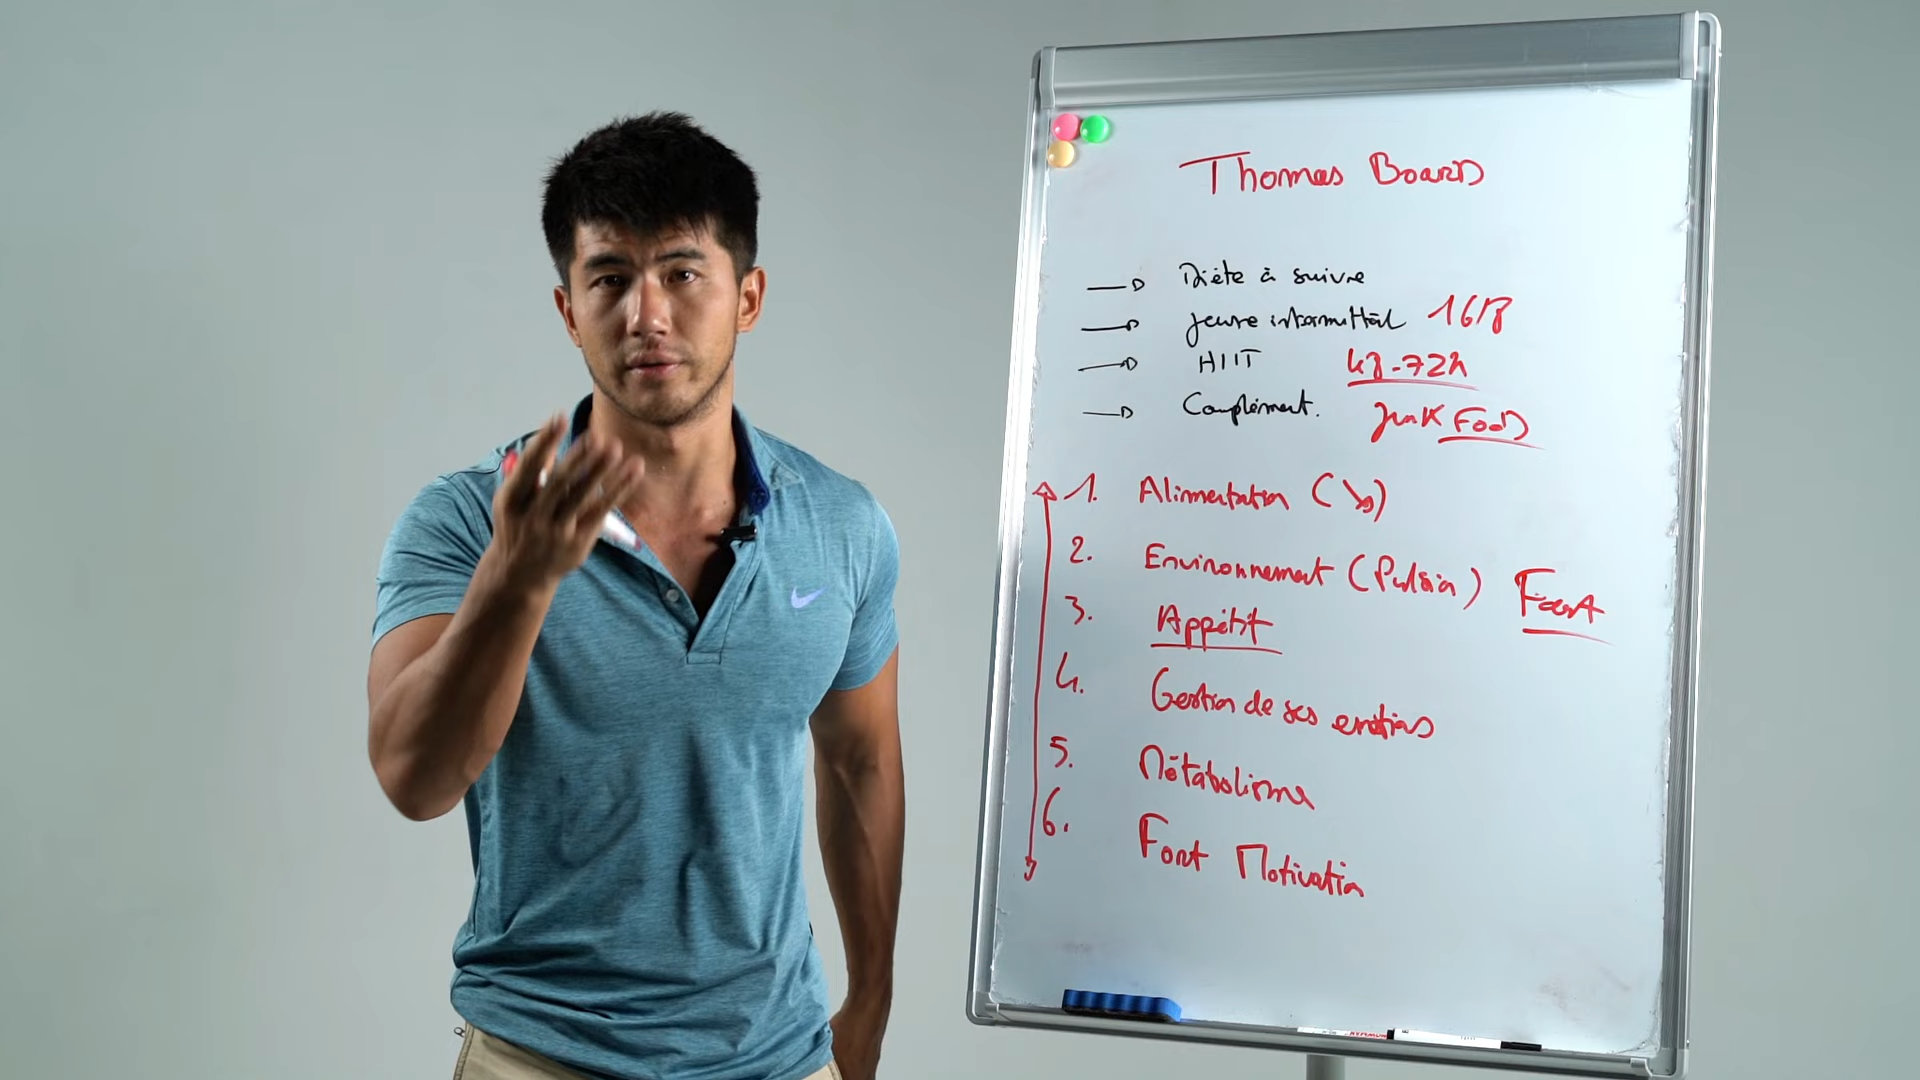 Thomas Board
Diète à suivre
Jeune intermittent 16/8
HIIT 48-72h
Complément. Junk Food
1. Alimentation (↘)
2. Environnement (Pulsion) Faut
3. Appétit
4. Gestion de ses émotions
5. Métabolisme
6. Font Motivation